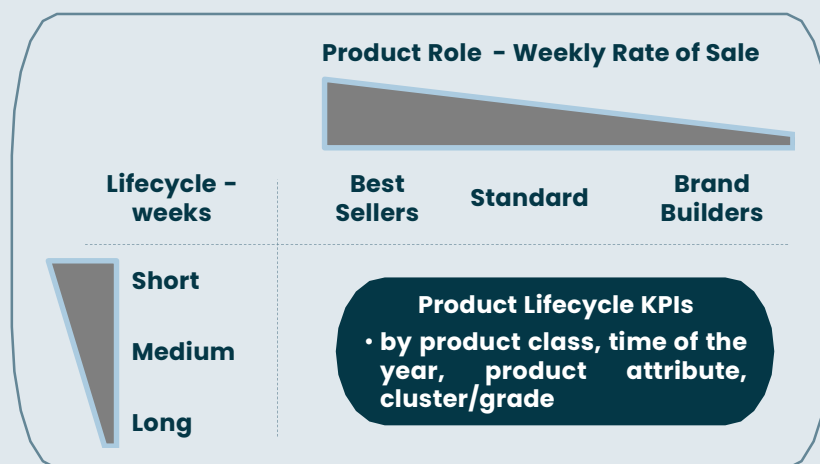 Product Role - Weekly Rate of Sale
Lifecycle -
weeks
Best
Sellers
Standard
Brand
Builders
Short
Medium
Long
Product Lifecycle KPIs
• by product class, time of the
year, product attribute,
cluster/grade